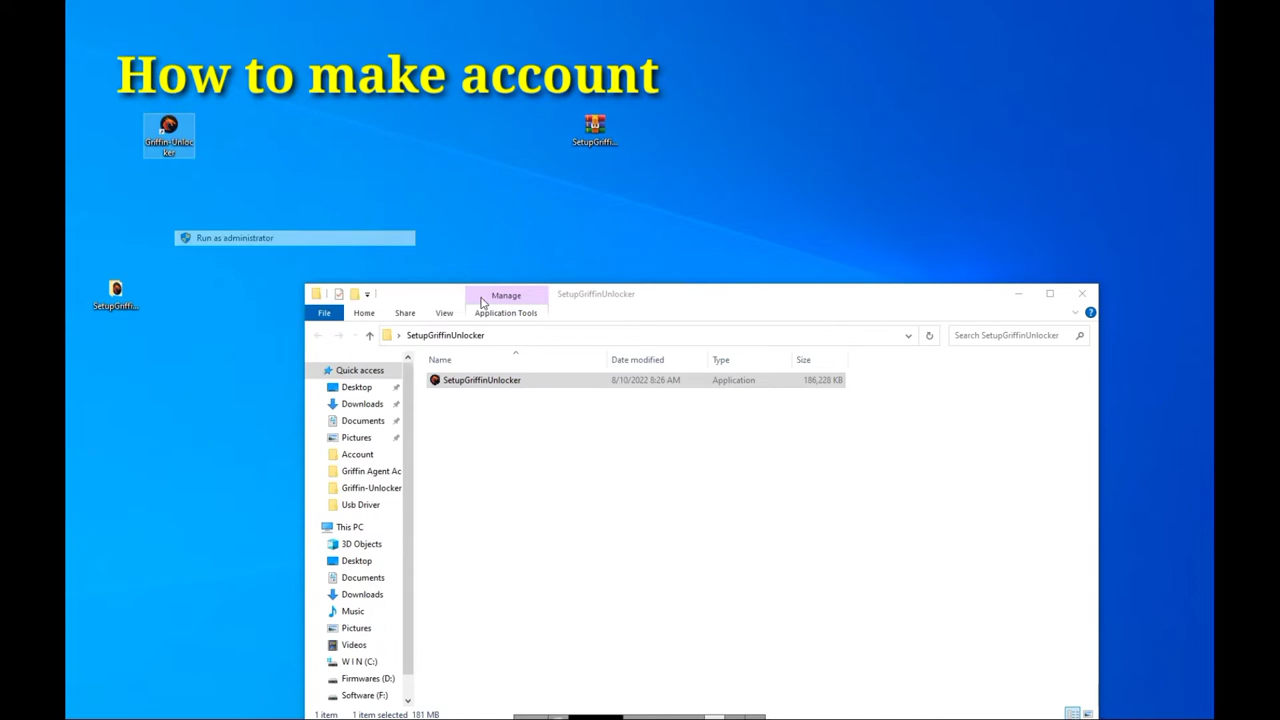 How to make account
Griffin-Unloc
ker
SetupGriffi...
Run as administrator
SetupGriffi...
Manage
SetupGriffinUnlocker
File
Home
Share
View
Application Tools
SetupGriffinUnlocker
Search SetupGriffinUnlocker
Name
Date modified
Type
Size
SetupGriffinUnlocker
8/10/2022 8:26 AM
Application
186,228 KB
Quick access
Desktop
Downloads
Documents
Pictures
Account
Griffin Agent Ac
Griffin-Unlocker
Usb Driver
This PC
3D Objects
Desktop
Documents
Downloads
Music
Pictures
Videos
W I N (C:)
Firmwares (D:)
Software (F:)
1 item
1 item selected 181 MB